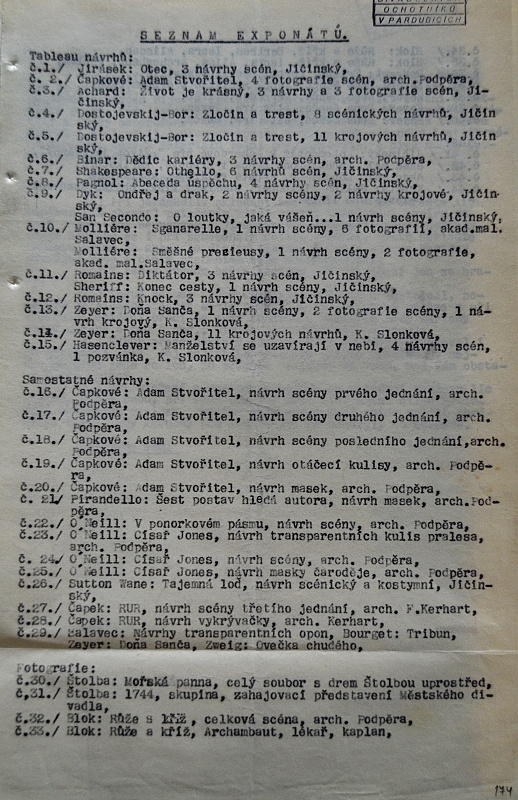 OCHOTNÍKŮ
V PARDUBICÍCH
SEZNAM EXPONÁTŮ.
Tableau návrhů:
č.1./ Jirásek: Otec, 3 návrhy scén, Jičínský,
č. 2./ Čapkové: Adam Stvořitel, 4 fotografie scén, arch.Podpěra,
č.3./ Achard: Život je krásný, 3 návrhy a 3 fotografie scén, Ji-
činský,
č.4./ Dostojevskij-Bor: Zločin a trest, 8 scénických návrhů, Jičín
ský,
č.5./ Dostojevskij-Bor: Zločin a trest, 11 krojových návrhů, Jičín
ský,
č.6./ Binar: Dědic kariéry, 3 návrhy scén, arch. Podpěra,
č.7./ Shakespeare: Othello, 6 návrhů scén, Jičínský,
č.8./ Pagnol: Abeceda úspěchu, 4 návrhy scén, Jičínský,
č.9./ Dyk: Ondřej a drak, 2 návrhy scény, 2 návrhy krojové, Jičín-
ský,
San Secondo: O loutky, jaká vášeň...1 návrh scény, Jičínský,
č.10./ Molliére: Sganarelle, 1 návrh scény, 6 fotografií, akad.mal.
Salavec,
Molliére: Směšné prezieusy, 1 návrh scény, 2 fotografie,
akad. mal.Salavec,
č.11./ Romains: Diktátor, 3 návrhy scén, Jičínský,
Sheriff: Konec cesty, 1 návrh scény, Jičínský,
č.12./ Romains: Knock, 3 návrhy scén, Jičínský,
č.13./ Zeyer: Doňa Sanča, 1 návrh scény, 2 fotografie scény, 1 ná-
vrh krojový, K. Slonková,
č.14./ Zeyer: Doňa Sanča, 11 krojových návrhů, K. Slonková,
č.15./ Hasenclever: Manželství se uzavírají v nebi, 4 návrhy scén,
1 pozvánka, K. Slonková,
Samostatné návrhy:
č.16./ Čapkové: Adam Stvořitel, návrh scény prvého jednání, arch.
Podpěra,
č.17./ Čapkové: Adam Stvořitel, návrh scény druhého jednání, arch.
Podpěra,
č.18./ Čapkové: Adam Stvořitel, návrh scény posledního jednání,arch.
Podpěra,
č.19./ Čapkové: Adam Stvořitel, návrh otáčecí kulisy, arch. Podpě-
ra,
č.20./ Čapkové: Adam Stvořitel, návrh masek, arch. Podpěra,
č. 21/ Pirandello: Šest postav hledá autora, návrh masek, arch.Pod-
pěra,
č.22./ O'Neill: V ponorkovém pásmu, návrh scény, arch. Podpěra,
č.23./ O'Neill: Císař Jones, návrh transparentních kulis pralesa,
arch. Podpěra,
č. 24./ O'Neill: Císař Jones, návrh scény, arch. Podpěra,
č.25./ O'Neill: Císař Jones, návrh masky čaroděje, arch. Podpěra,
č.26./ Sutton Wane: Tajemná loď, návrh scénický a kostymní, Jičín-
ský,
č.27./ Čapek: RUR, návrh scény třetího jednání, arch. F.Kerhart,
č.28./ Čapek: RUR, návrh vykrývačky, arch. Kerhart,
č.29./ Salavec: Návrhy transparentních opon, Bourget: Tribun,
Zeyer: Doňa Sanča, Zweig: Ovečka chudého,
Fotografie:
č.30./ Štolba: Mořská panna, celý soubor s drem Štolbou uprostřed,
č,31./ Štolba: 1744, skupina, zahajovací představení Městského di-
vadla,
č.32./ Blok: Růže a kříž, celková scéna, arch. Podpěra,
č.33./ Blok: Růže a kříž, Archambaut, lékař, kaplan,
174